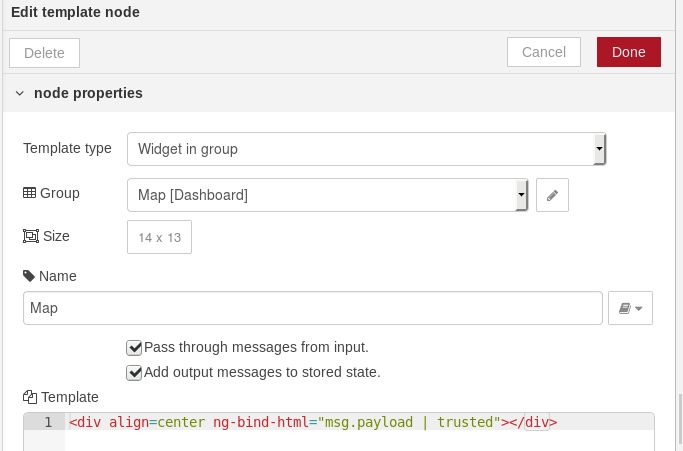 Edit template node
Delete Cancel Done
node properties
Template type Widget in group
Group Map [Dashboard]
Size 14 x 13
Name
Map
Pass through messages from input.
Add output messages to stored state.
Template
1 <div align=center ng-bind-html="msg.payload | trusted"></div>